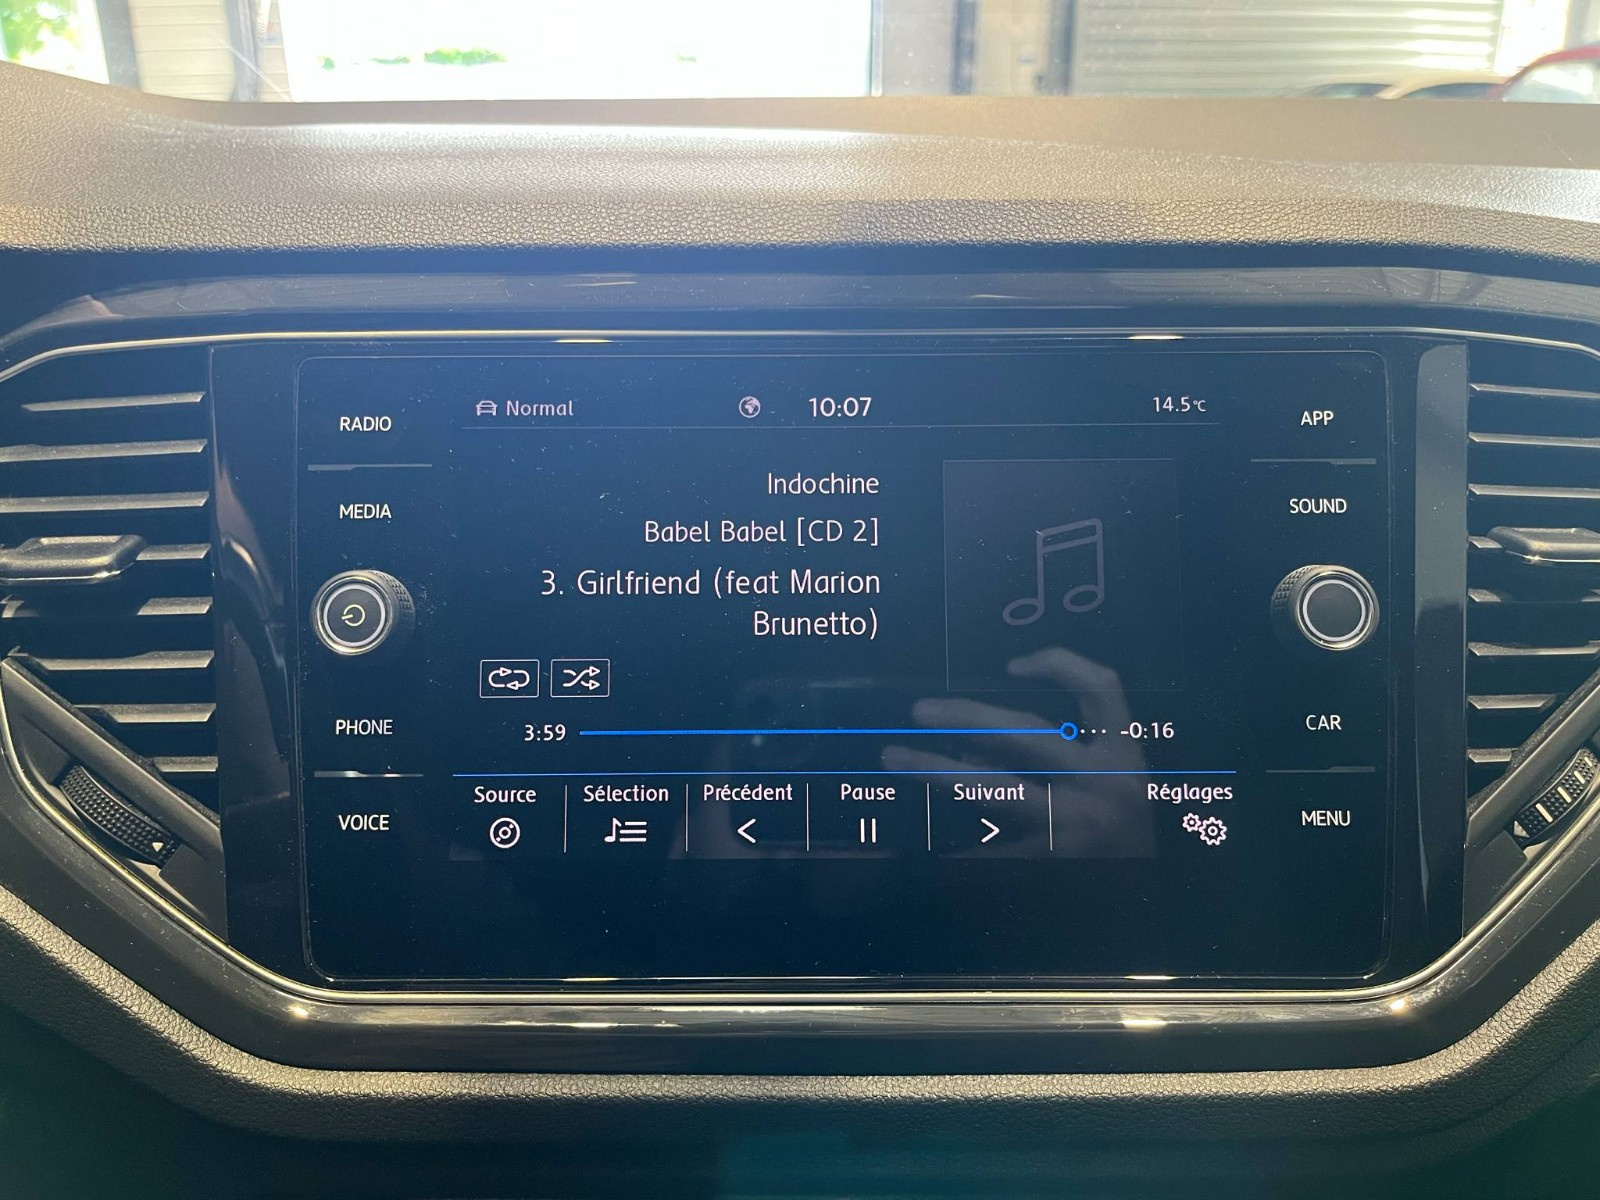 RADIO
MEDIA
PHONE
VOICE
Normal
10:07
14.5°C
Indochine
Babel Babel [CD 2]
3. Girlfriend (feat Marion
Brunetto)
3:59
-0:16
Source
Sélection
Précédent
Pause
Suivant
Réglages
APP
SOUND
CAR
MENU